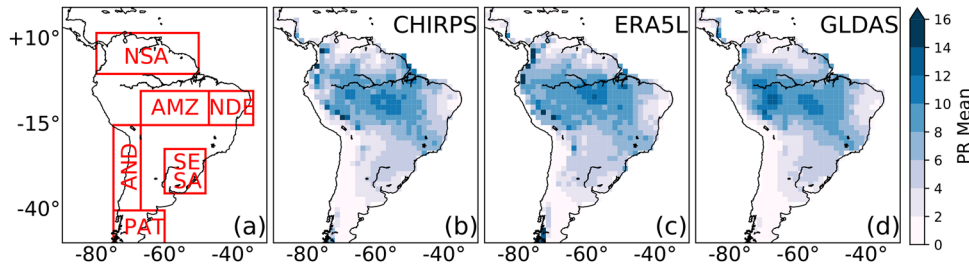 +10°
-15°
-40°
NSA
AMZ
NDE
AND
SE
SA
PAT
(a)
-80° -60° -40°
CHIRPS
(b)
-80° -60° -40°
ERA5L
(c)
-80° -60° -40°
GLDAS
(d)
-80° -60° -40°
16
14
12
10
8
6
4
2
0
PR Mean